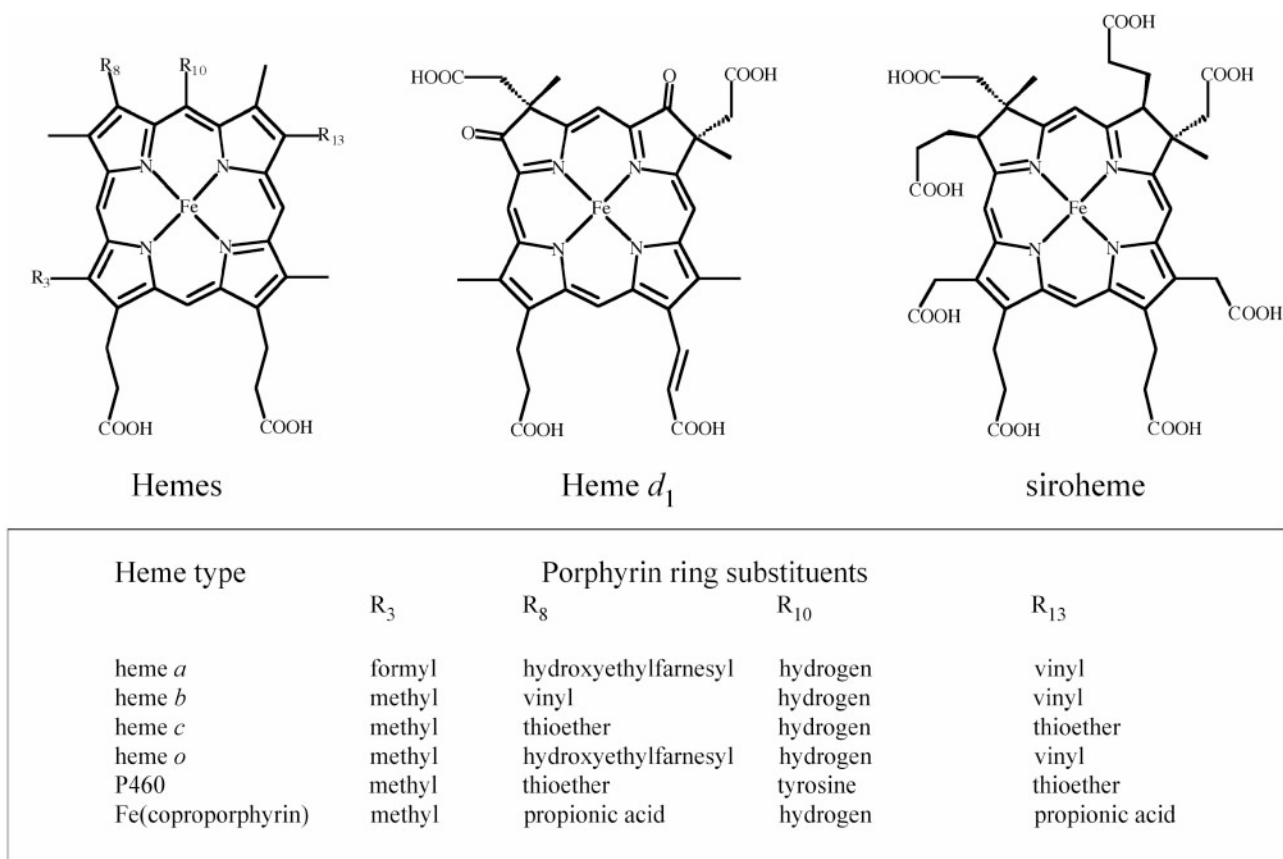 COOH
R8 R10 HOOC O COOH HOOC COOH
R13 O
N N N N COOH N N
Fe Fe Fe
N N N N N N
R3
COOH COOH
COOH COOH COOH COOH COOH COOH
Hemes Heme d1 siroheme
Heme type Porphyrin ring substituents
R3 R8 R10 R13
heme a formyl hydroxyethylfarnesyl hydrogen vinyl
heme b methyl vinyl hydrogen vinyl
heme c methyl thioether hydrogen thioether
heme o methyl hydroxyethylfarnesyl hydrogen vinyl
P460 methyl thioether tyrosine thioether
Fe(coproporphyrin) methyl propionic acid hydrogen propionic acid